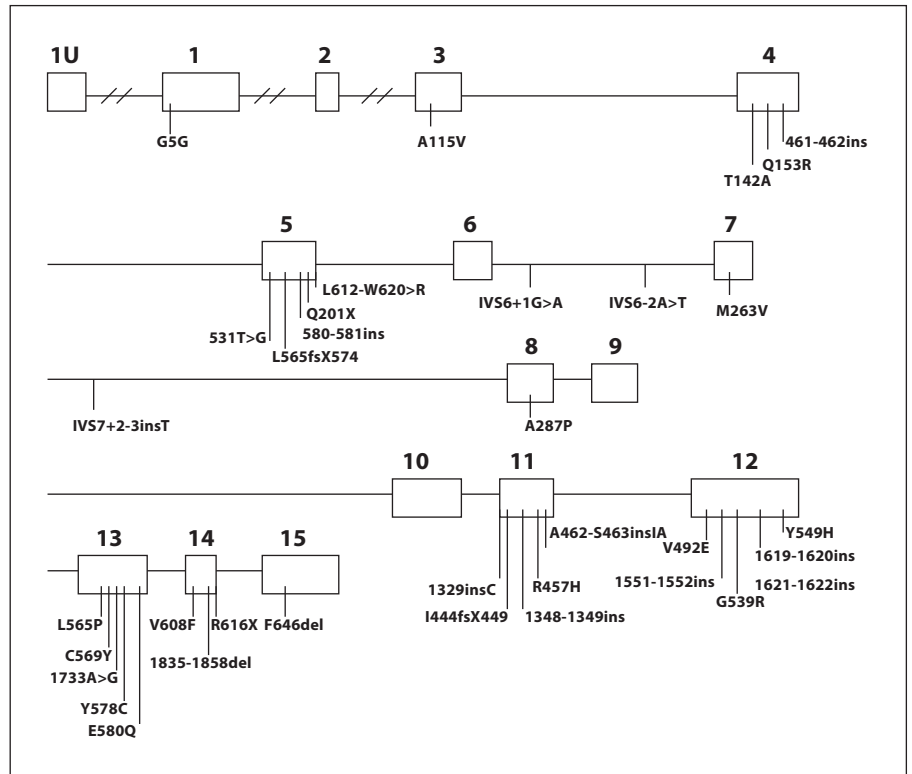 1U 1 2 3 4
G5G
A115V
461-462ins
Q153R
T142A
5 6 7
L612-W620>R
Q201X
531T>G
580-581ins
L565fsX574
IVS6+1G>A
IVS6-2A>T
M263V
8 9
IVS7+2-3insT
A287P
10 11 12
A462-S463insIA
R457H
1329insC
I444fsX449
1348-1349ins
V492E
Y549H
1619-1620ins
1551-1552ins
1621-1622ins
G539R
13 14 15
L565P
C569Y
1733A>G
Y578C
E580Q
V608F
R616X
1835-1858del
F646del